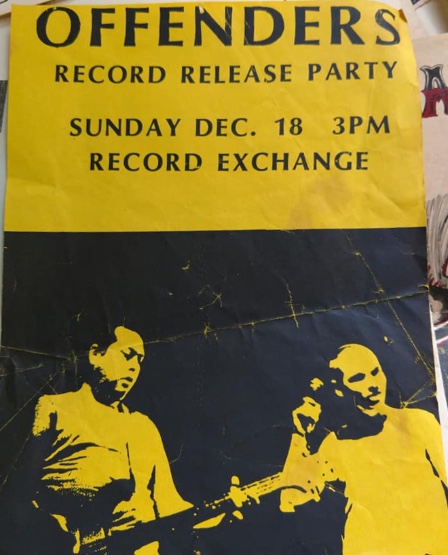 OFFENDERS
RECORD RELEASE PARTY
SUNDAY DEC. 18 3PM
RECORD EXCHANGE